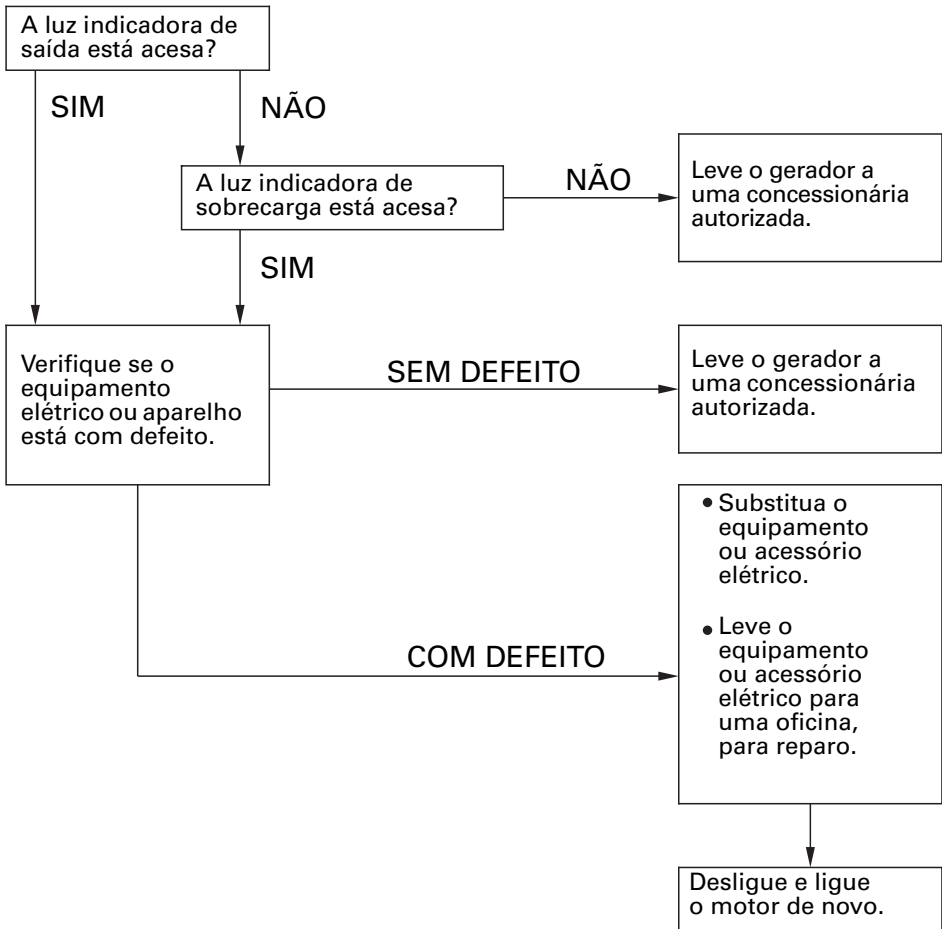 A luz indicadora de
saída está acesa?
SIM
NÃO
A luz indicadora de
sobrecarga está acesa?
NÃO
Leve o gerador a
uma concessionária
autorizada.
SIM
Verifique se o
equipamento
elétrico ou aparelho
está com defeito.
SEM DEFEITO
Leve o gerador a
uma concessionária
autorizada.
COM DEFEITO
• Substitua o
equipamento
ou acessório
elétrico.
• Leve o
equipamento
ou acessório
elétrico para
uma oficina,
para reparo.
Desligue e ligue
o motor de novo.